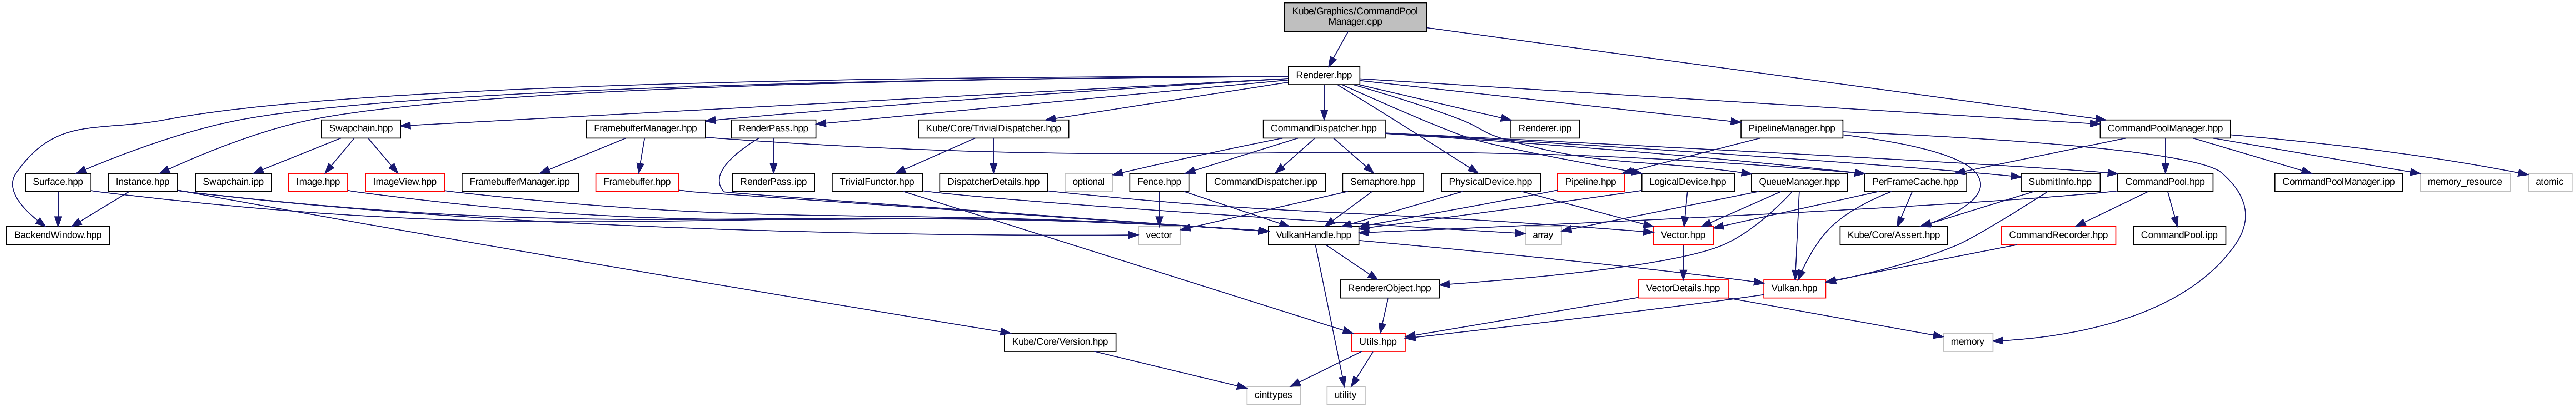 Kube/Graphics/CommandPool
Manager.cpp
Renderer.hpp
Swapchain.hpp
FramebufferManager.hpp
RenderPass.hpp
Kube/Core/TrivialDispatcher.hpp
CommandDispatcher.hpp
Renderer.ipp
PipelineManager.hpp
CommandPoolManager.hpp
Surface.hpp
Instance.hpp
Swapchain.ipp
Image.hpp
ImageView.hpp
FramebufferManager.ipp
Framebuffer.hpp
RenderPass.ipp
TrivialFunctor.hpp
DispatcherDetails.hpp
optional
Fence.hpp
CommandDispatcher.ipp
Semaphore.hpp
PhysicalDevice.hpp
Pipeline.hpp
LogicalDevice.hpp
QueueManager.hpp
PerFrameCache.hpp
SubmitInfo.hpp
CommandPool.hpp
CommandPoolManager.ipp
memory_resource
atomic
BackendWindow.hpp
vector
VulkanHandle.hpp
array
Vector.hpp
Kube/Core/Assert.hpp
CommandRecorder.hpp
CommandPool.ipp
RendererObject.hpp
VectorDetails.hpp
Vulkan.hpp
Kube/Core/Version.hpp
Utils.hpp
memory
cinttypes
utility